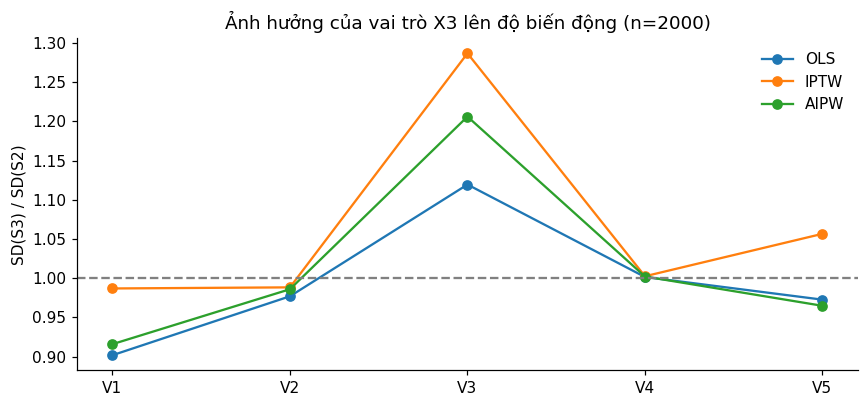 Ảnh hưởng của vai trò X3 lên độ biến động (n=2000)
SD(S3) / SD(S2)
1.30
1.25
1.20
1.15
1.10
1.05
1.00
0.95
0.90
OLS
IPTW
AIPW
V1 V2 V3 V4 V5